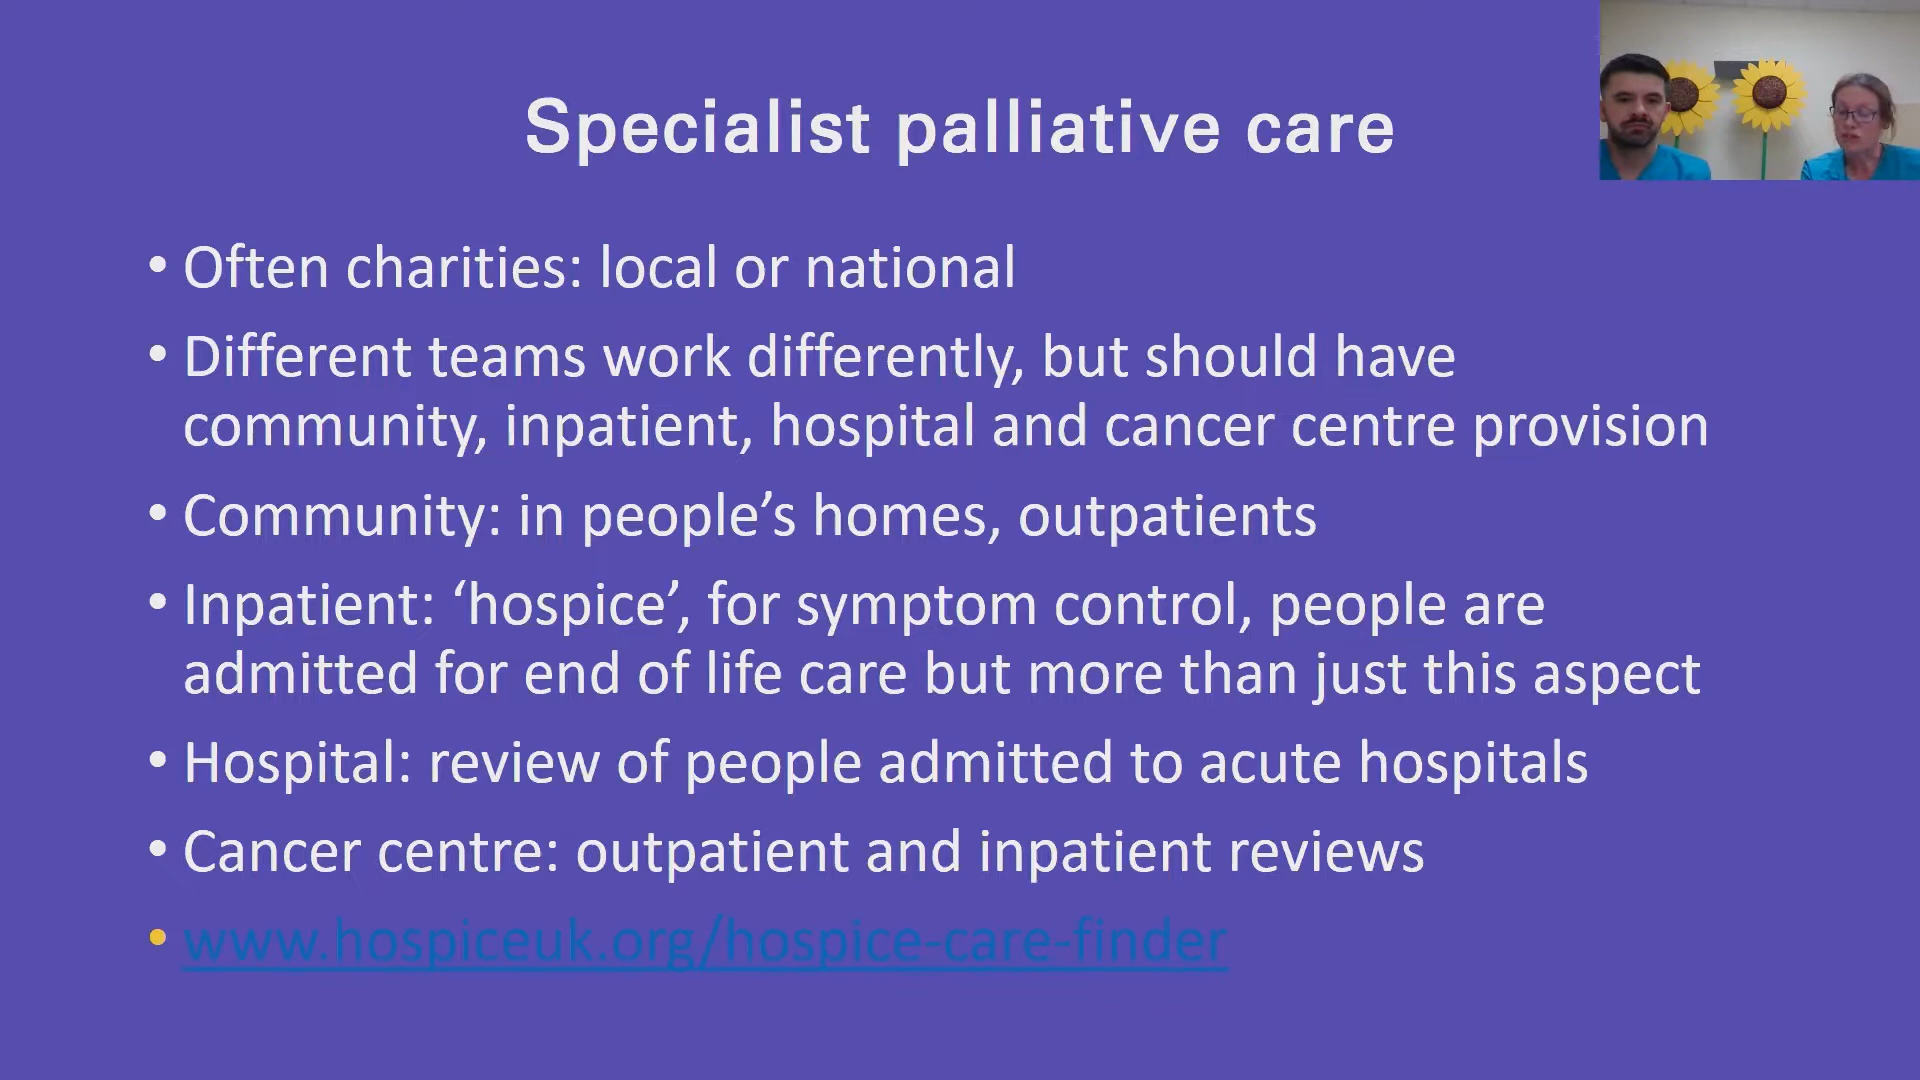 Specialist palliative care
• Often charities: local or national
• Different teams work differently, but should have
community, inpatient, hospital and cancer centre provision
• Community: in people’s homes, outpatients
• Inpatient: ‘hospice’, for symptom control, people are
admitted for end of life care but more than just this aspect
• Hospital: review of people admitted to acute hospitals
• Cancer centre: outpatient and inpatient reviews
• www.hospiceuk.org/hospice-care-finder